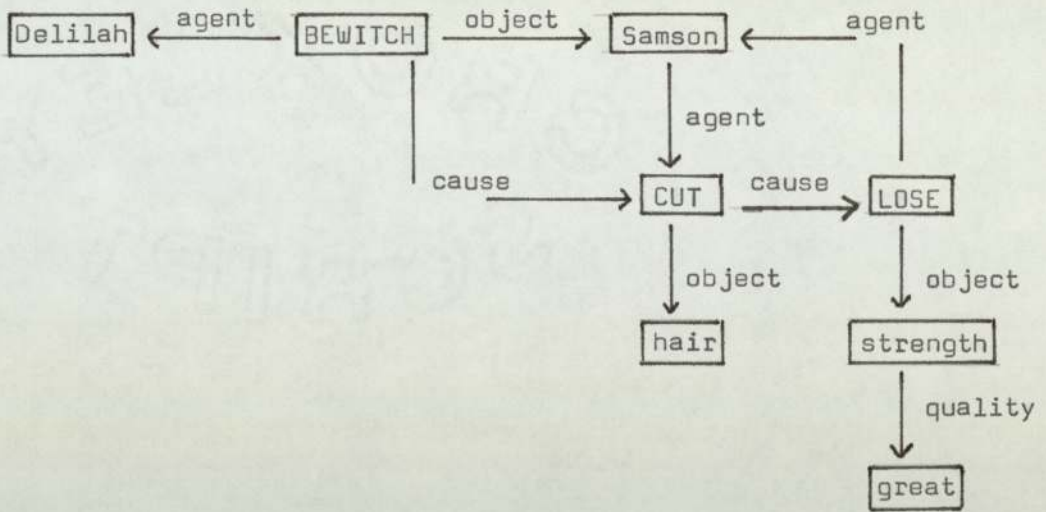 agent object agent
Delilah BEWITCH Samson
agent
cause CUT cause LOSE
object object
hair strength
quality
great